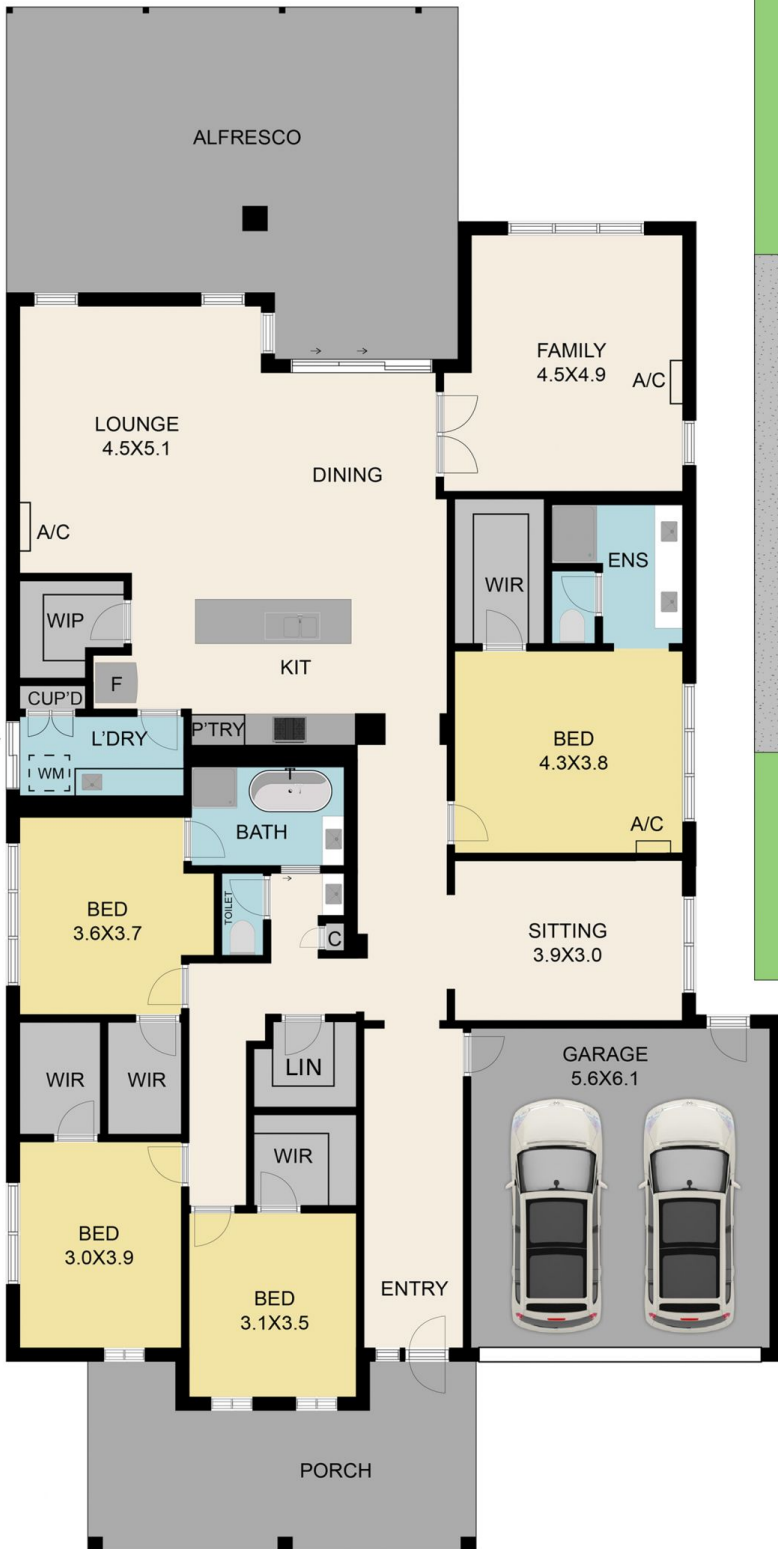 ALFRESCO
FAMILY
4.5X4.9
A/C
LOUNGE
4.5X5.1
DINING
A/C
ENS
WIR
WIP
KIT
F
CUP'D
P'TRY
L'DRY
WM
BED
4.3X3.8
A/C
BATH
TOILET
BED
3.6X3.7
C
SITTING
3.9X3.0
GARAGE
5.6X6.1
LIN
WIR
WIR
WIR
BED
3.0X3.9
BED
3.1X3.5
ENTRY
PORCH